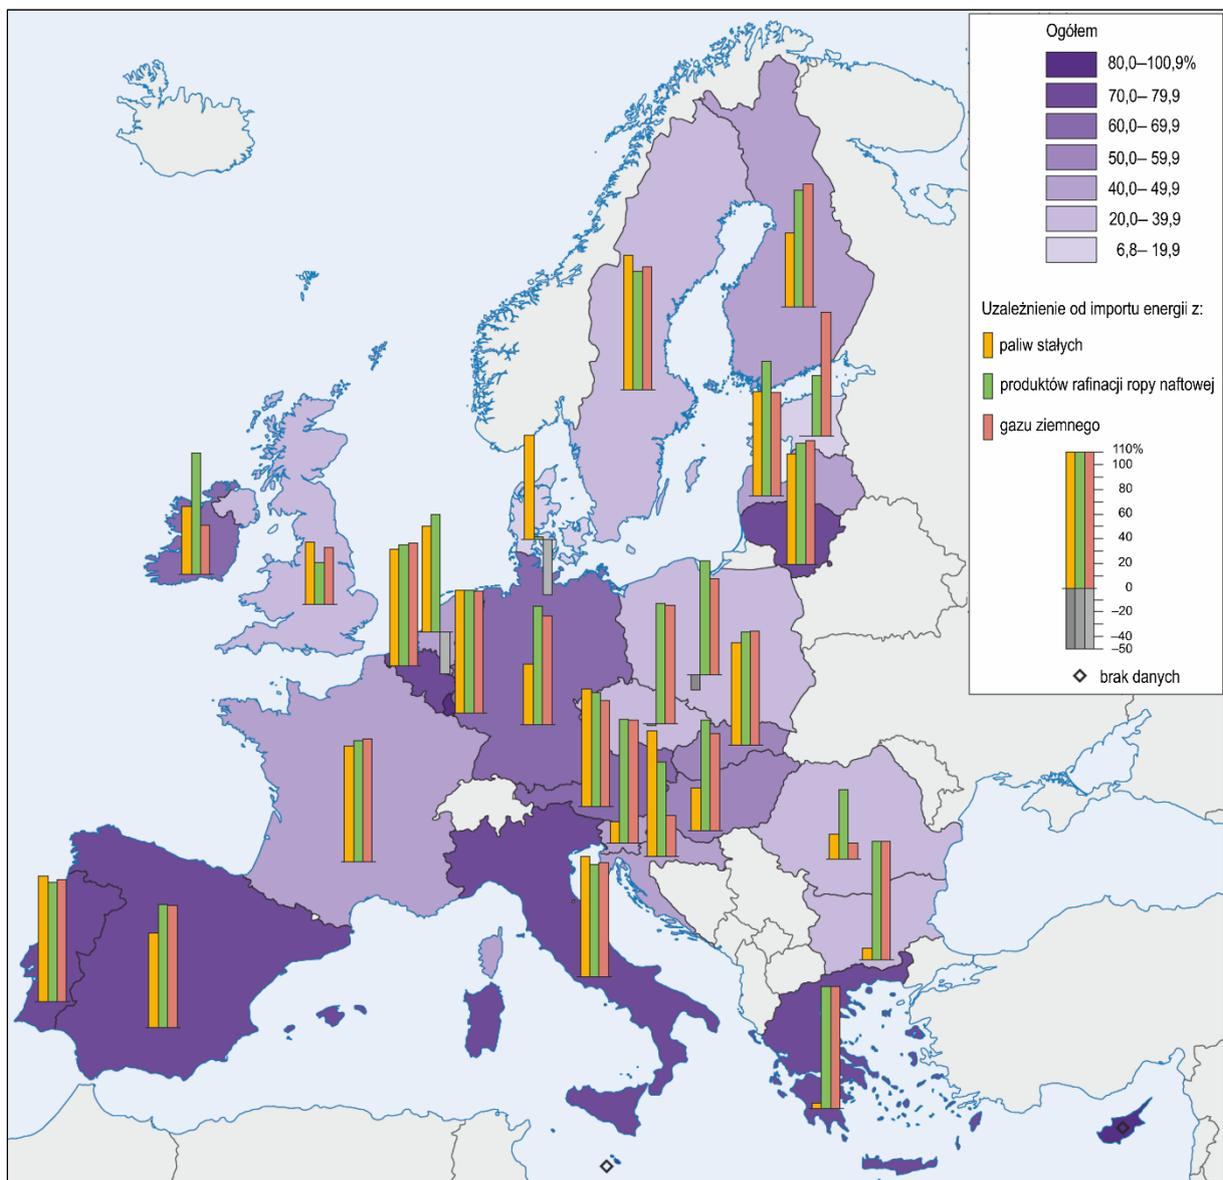 Ogółem
80,0–100,9%
70,0– 79,9
60,0– 69,9
50,0– 59,9
40,0– 49,9
20,0– 39,9
6,8– 19,9
Uzależnienie od importu energii z:
paliw stałych
produktów rafinacji ropy naftowej
gazu ziemnego
110%
100
80
60
40
20
0
–20
–40
–50
brak danych